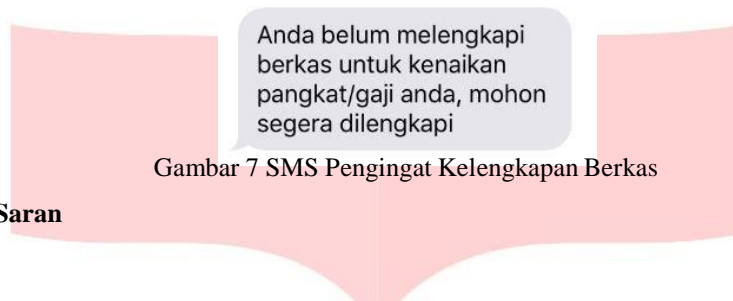 Anda belum melengkapi
berkas untuk kenaikan
pangkat/gaji anda, mohon
segera dilengkapi
Gambar 7 SMS Pengingat Kelengkapan Berkas
Saran